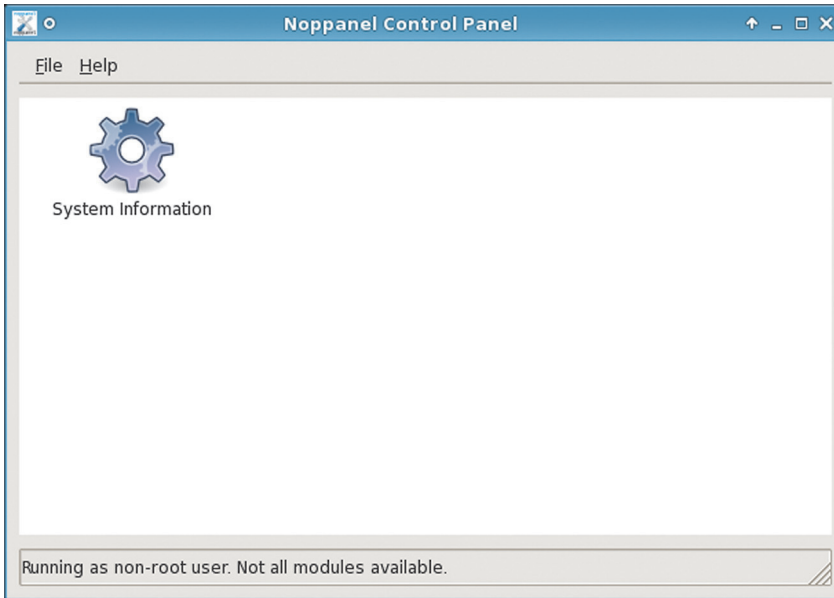 Noppanel Control Panel
File Help
System Information
Running as non-root user. Not all modules available.